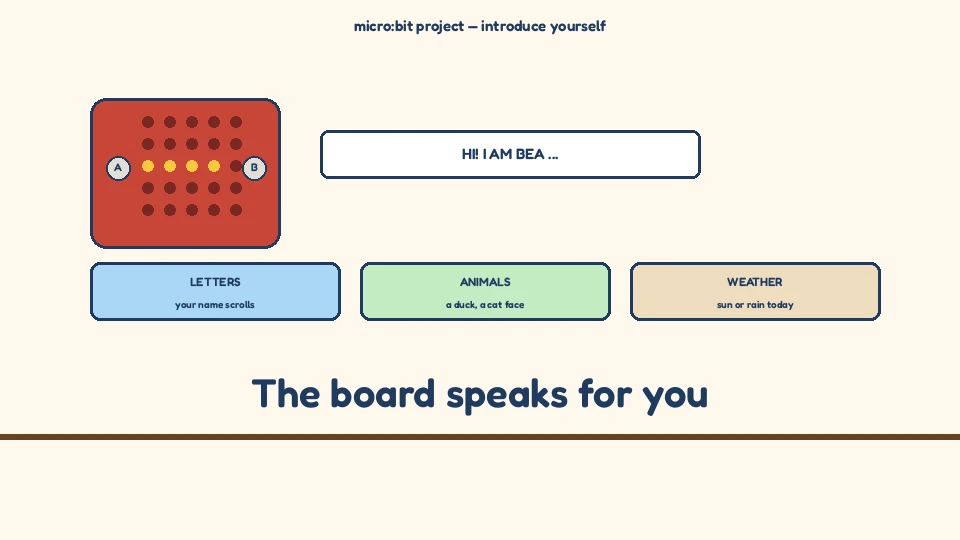 micro:bit project — introduce yourself
A
B
HI! I AM BEA ...
LETTERS
your name scrolls
ANIMALS
a duck, a cat face
WEATHER
sun or rain today
The board speaks for you